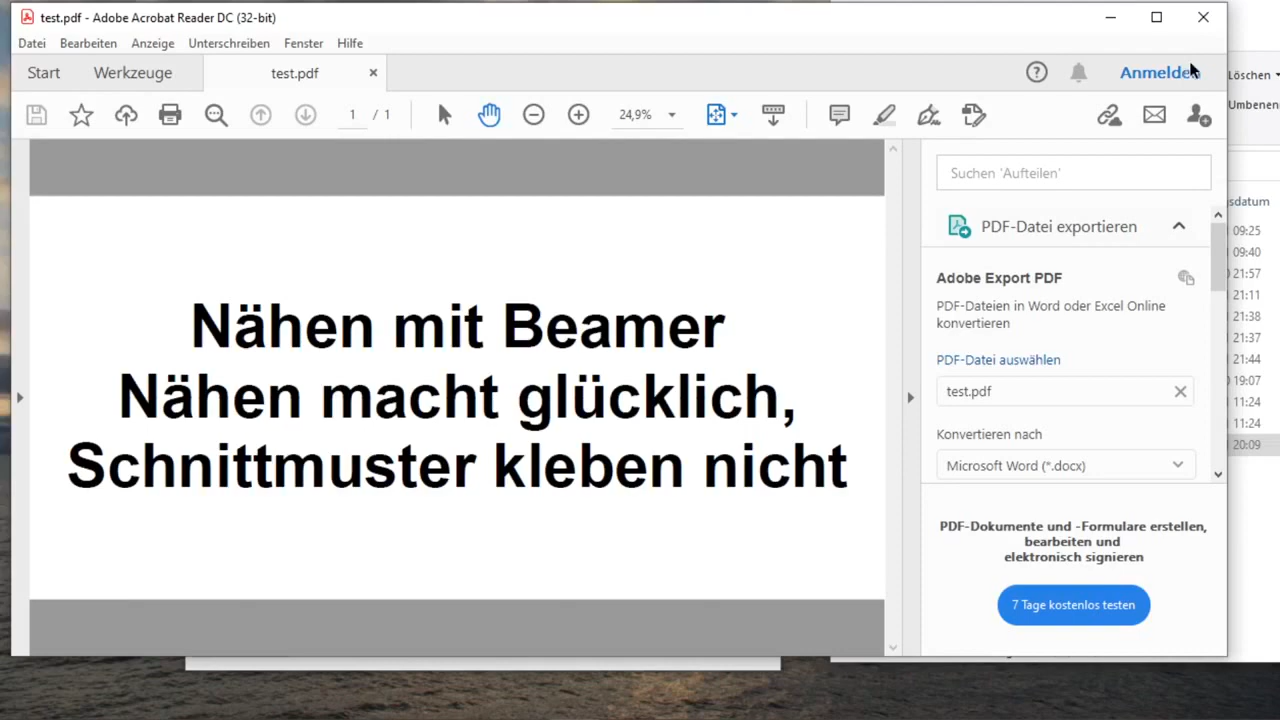 test.pdf - Adobe Acrobat Reader DC (32-bit)
Datei Bearbeiten Anzeige Unterschreiben Fenster Hilfe
Start Werkzeuge test.pdf Anmelden
1 / 1 24,9%
Löschen
Umbenen
Suchen 'Aufteilen'
PDF-Datei exportieren
Adobe Export PDF
PDF-Dateien in Word oder Excel Online
konvertieren
PDF-Datei auswählen
test.pdf
Konvertieren nach
Microsoft Word (*.docx)
PDF-Dokumente und -Formulare erstellen,
bearbeiten und
elektronisch signieren
7 Tage kostenlos testen
Nähen mit Beamer
Nähen macht glücklich,
Schnittmuster kleben nicht
sdatum
09:25
09:40
21:57
21:11
21:38
21:37
21:44
19:07
11:24
11:24
20:09